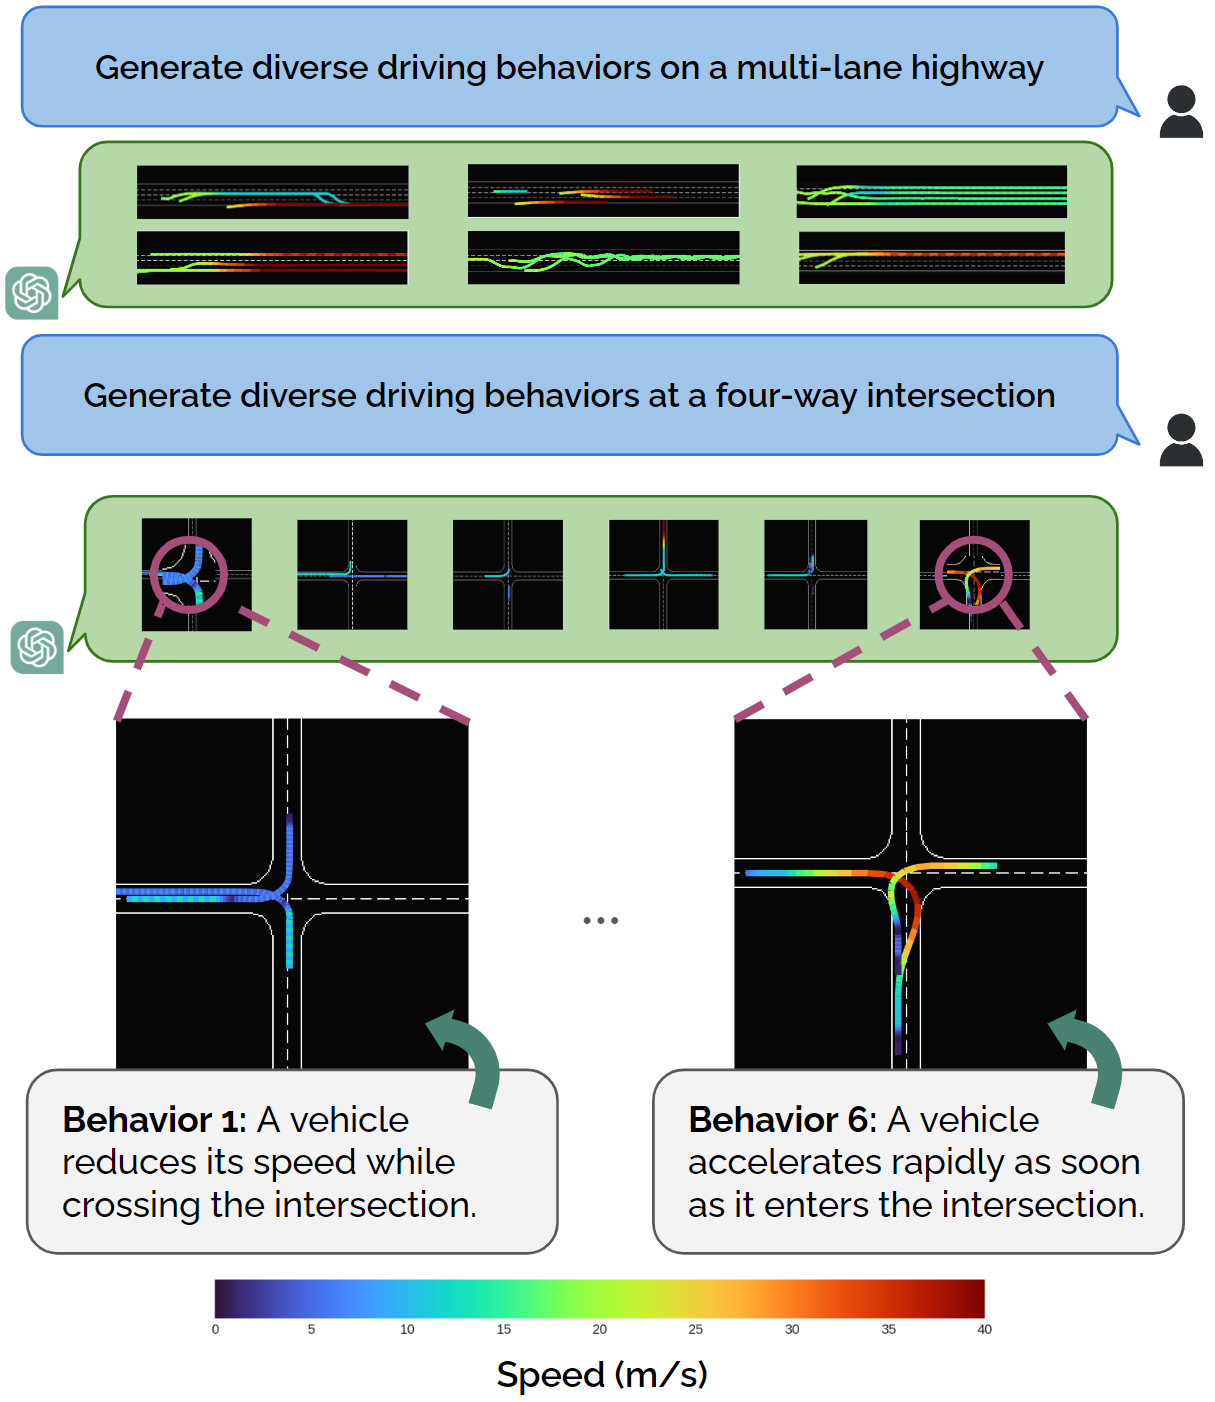 Generate diverse driving behaviors on a multi-lane highway
Generate diverse driving behaviors at a four-way intersection
...
Behavior 1: A vehicle
reduces its speed while
crossing the intersection.
Behavior 6: A vehicle
accelerates rapidly as soon
as it enters the intersection.
0 5 10 15 20 25 30 35 40
Speed (m/s)